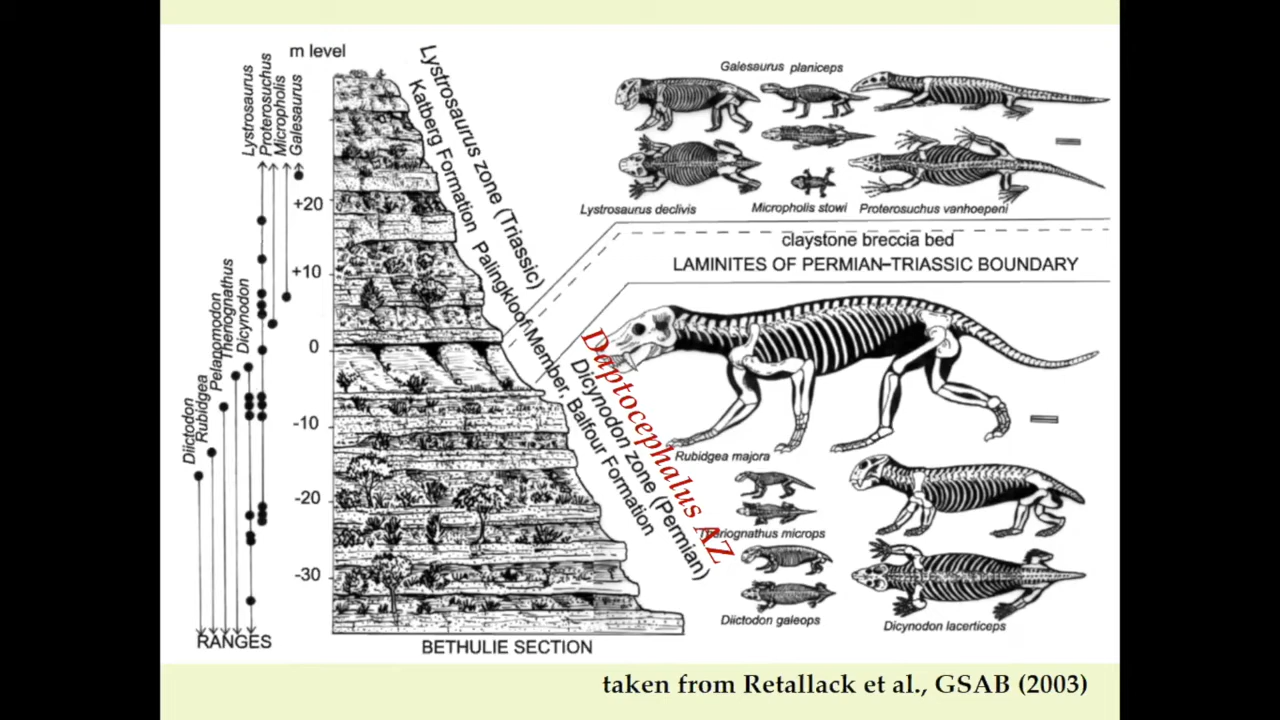 m level
Lystrosaurus
Proterosuchus
Micropholis
Galesaurus
+20
+10
0
-10
-20
-30
Diictodon
Rubidgea
Pelanomodon
Theriognathus
Dicynodon
RANGES
BETHULIE SECTION
Lystrosaurus zone (Triassic)
Katberg Formation
Palingkloof Member, Balfour Formation
Dicynodon zone (Permian)
Daptocephalus AZ
Galesaurus planiceps
Lystrosaurus declivis
Micropholis stowi
Proterosuchus vanhoepeni
claystone breccia bed
LAMINITES OF PERMIAN–TRIASSIC BOUNDARY
Rubidgea majora
Theriognathus microps
Diictodon galeops
Dicynodon lacerticeps
taken from Retallack et al., GSAB (2003)